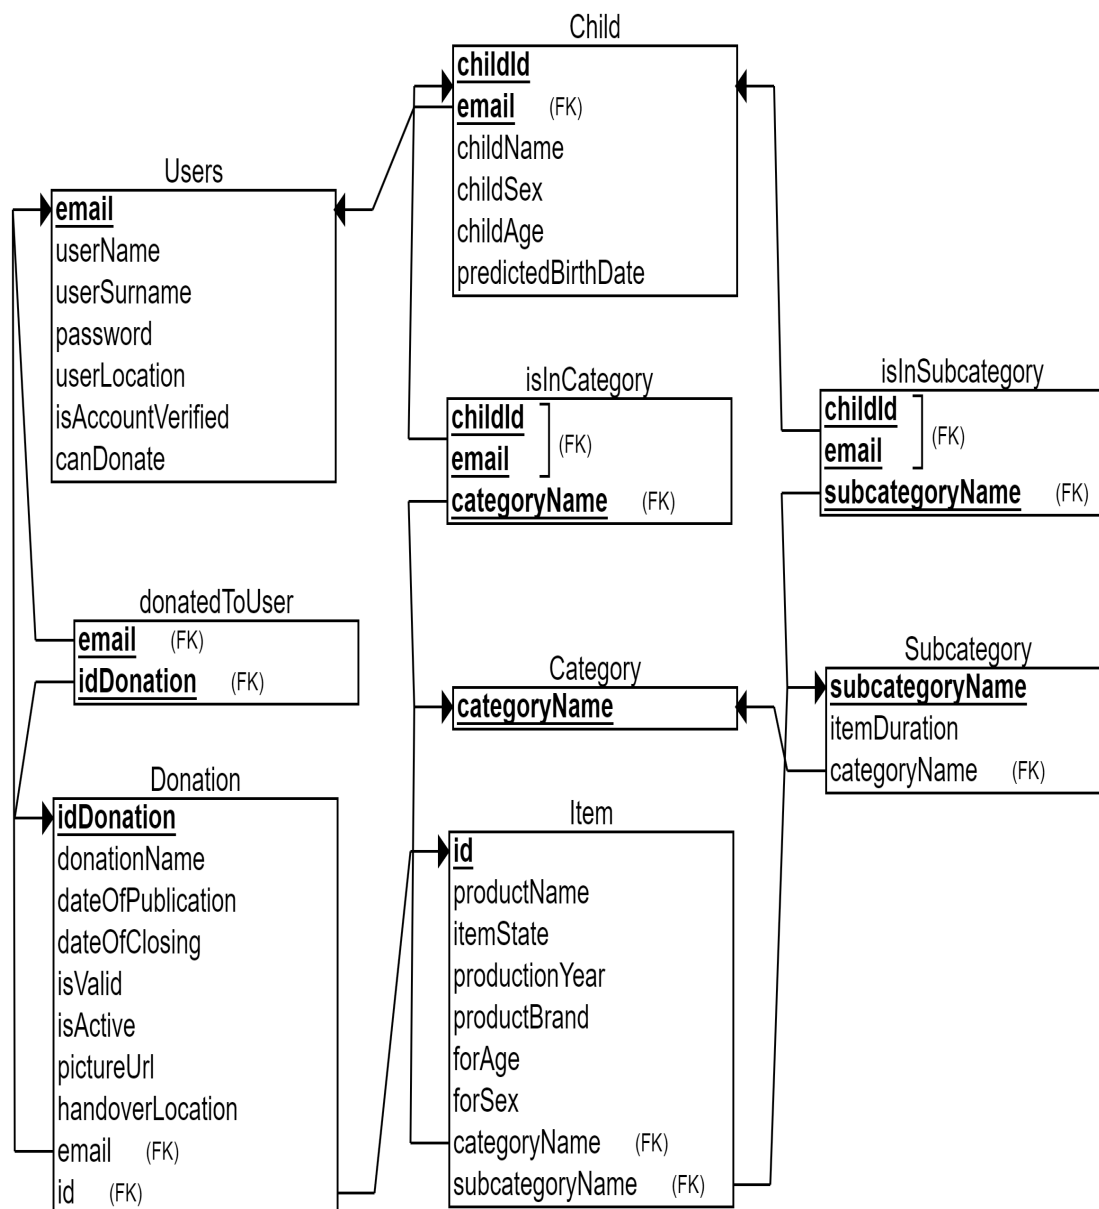 Child
childId
email (FK)
childName
childSex
childAge
predictedBirthDate
Users
email
userName
userSurname
password
userLocation
isAccountVerified
canDonate
isInCategory
childId
email
(FK)
categoryName (FK)
isInSubcategory
childId
email
(FK)
subcategoryName (FK)
donatedToUser
email (FK)
idDonation (FK)
Category
categoryName
Subcategory
subcategoryName
itemDuration
categoryName (FK)
Donation
idDonation
donationName
dateOfPublication
dateOfClosing
isValid
isActive
pictureUrl
handoverLocation
email (FK)
id (FK)
Item
id
productName
itemState
productionYear
productBrand
forAge
forSex
categoryName (FK)
subcategoryName (FK)